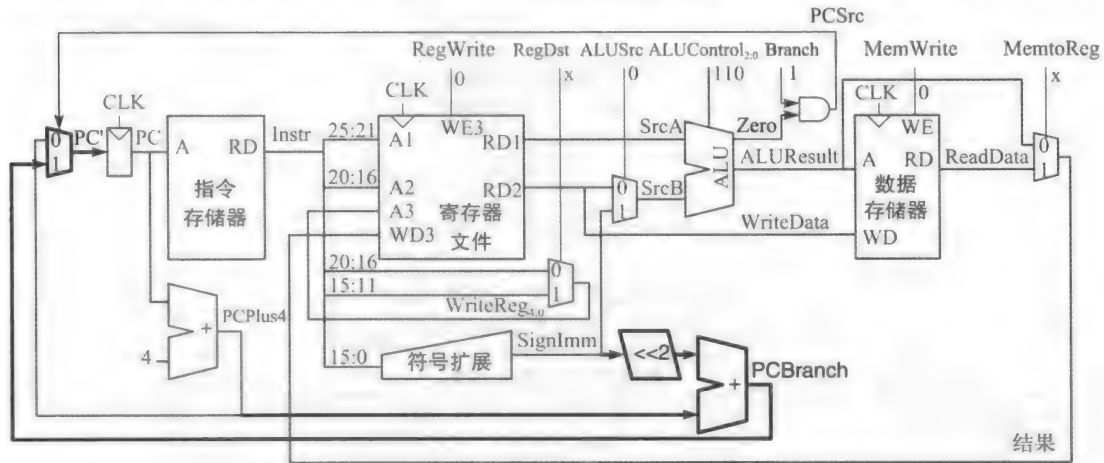 PCSrc
RegWrite RegDst ALUSrc ALUControl2:0 Branch MemWrite MemtoReg
0 x 0 110 1 0 x
CLK CLK CLK
0 1 PC' PC
A RD
指令
存储器
Instr
25:21 A1 WE3 RD1
20:16 A2 RD2
A3
WD3
寄存器
文件
SrcA
0 1 SrcB
ALU
Zero
ALUResult
WriteData
WE
A RD
数据
存储器
WD
ReadData
0 1
20:16 0
15:11 1
WriteReg4:0
PCPlus4
+
4
15:0
符号扩展
SignImm
<<2
+
PCBranch
结果